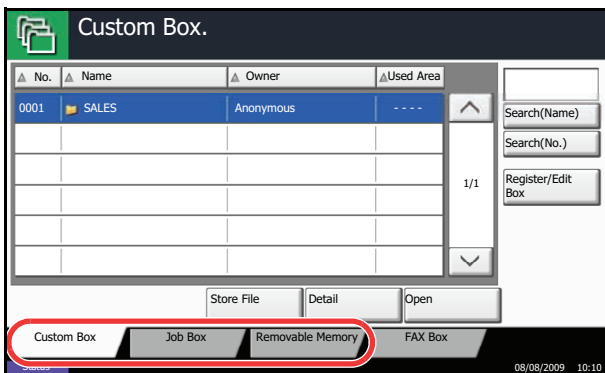 Custom Box.
No. Name Owner Used Area
0001 SALES Anonymous - - - -
Search(Name)
Search(No.)
1/1
Register/Edit
Box
Store File Detail Open
Custom Box Job Box Removable Memory FAX Box
Status 08/08/2009 10:10